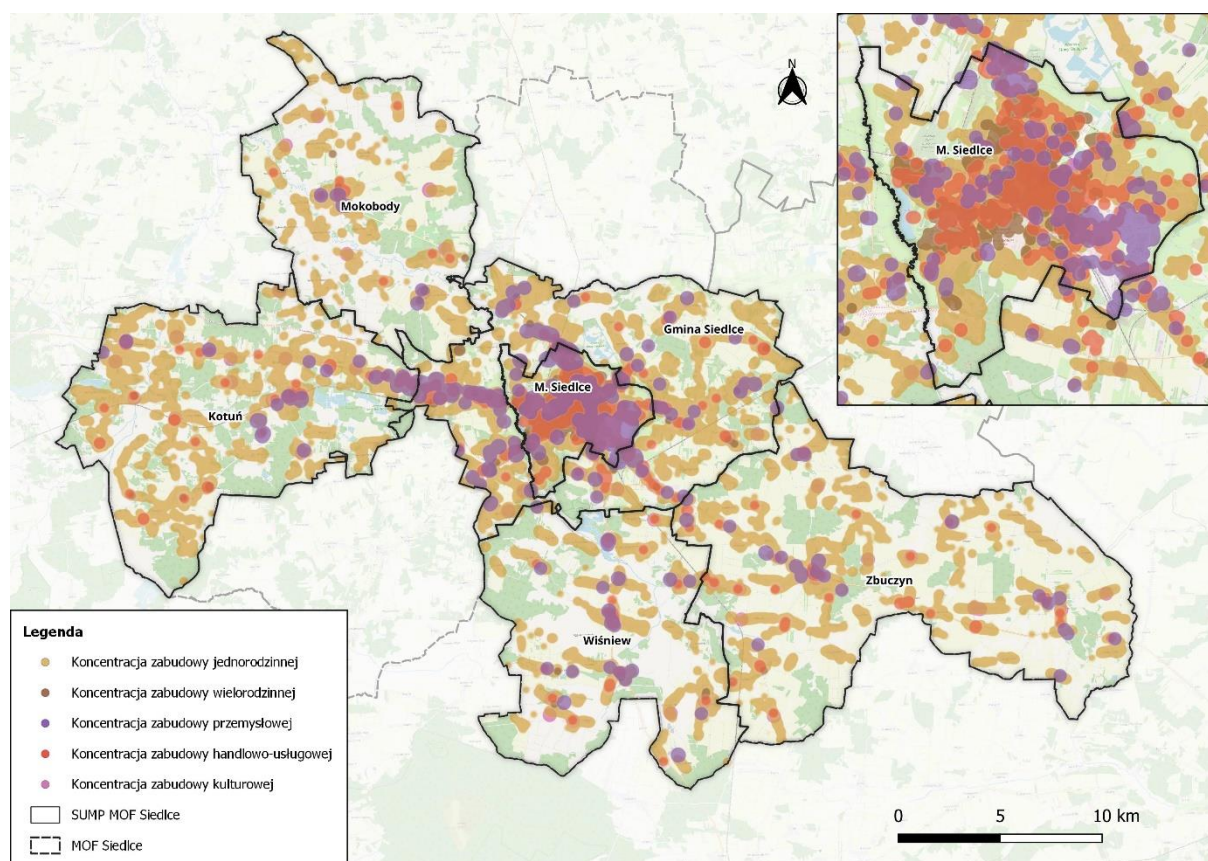 N
M. Siedlce
Mokobody
Gmina Siedlce
M. Siedlce
Kotuń
Zbuczyn
Wiśniew
Legenda
Koncentracja zabudowy jednorodzinnej
Koncentracja zabudowy wielorodzinnej
Koncentracja zabudowy przemysłowej
Koncentracja zabudowy handlowo-usługowej
Koncentracja zabudowy kulturowej
SUMP MOF Siedlce
MOF Siedlce
0 5 10 km